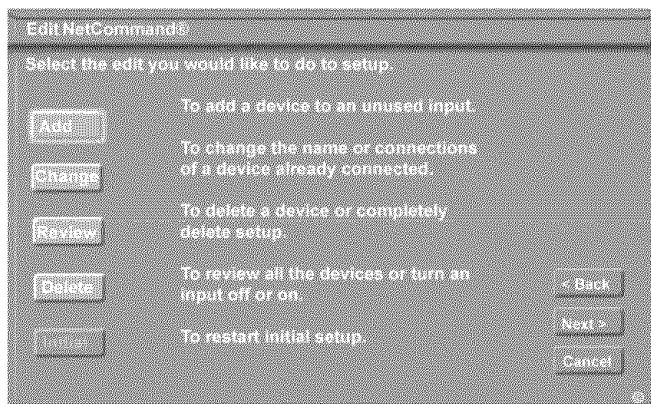 Edit NetCommand®
Select the edit you would like to do to setup.
Add
To add a device to an unused input.
Change
To change the name or connections
of a device already connected.
Review
To delete a device or completely
delete setup.
Delete
To review all the devices or turn an
input off or on.
Initial
To restart initial setup.
< Back
Next >
Cancel